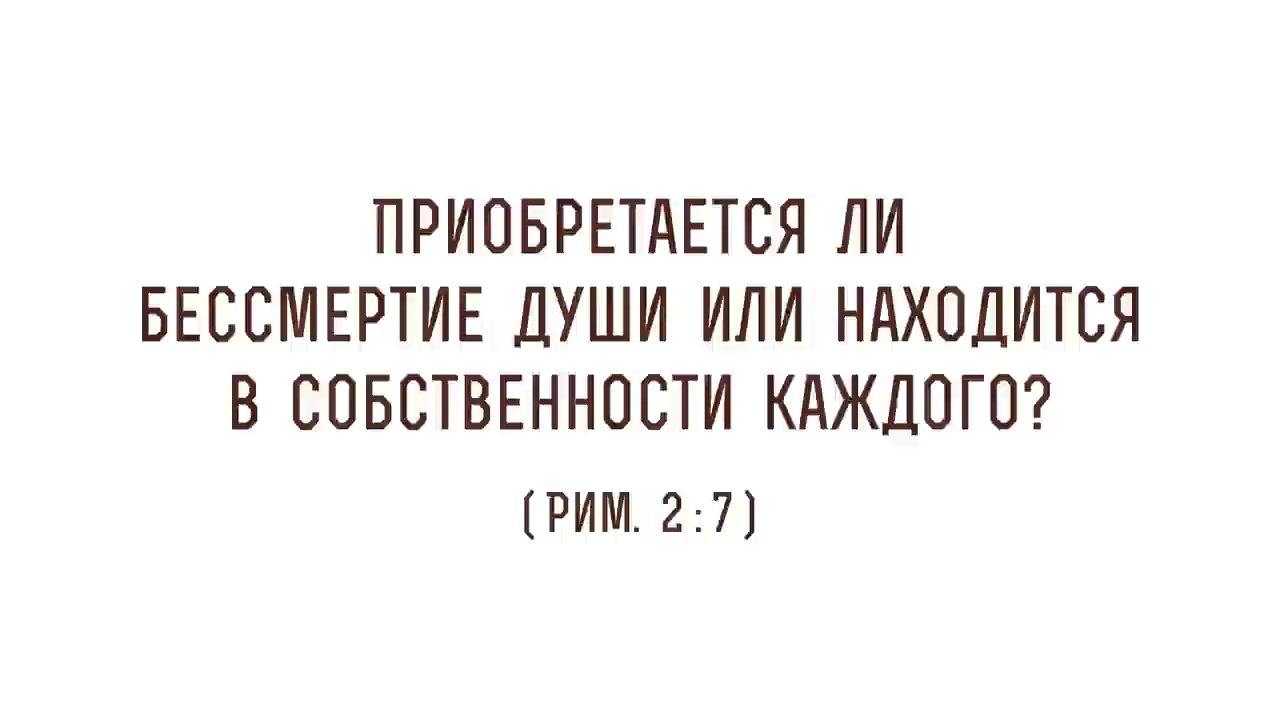 ПРИОБРЕТАЕТСЯ ЛИ
БЕССМЕРТИЕ ДУШИ ИЛИ НАХОДИТСЯ
В СОБСТВЕННОСТИ КАЖДОГО?
(РИМ. 2:7)